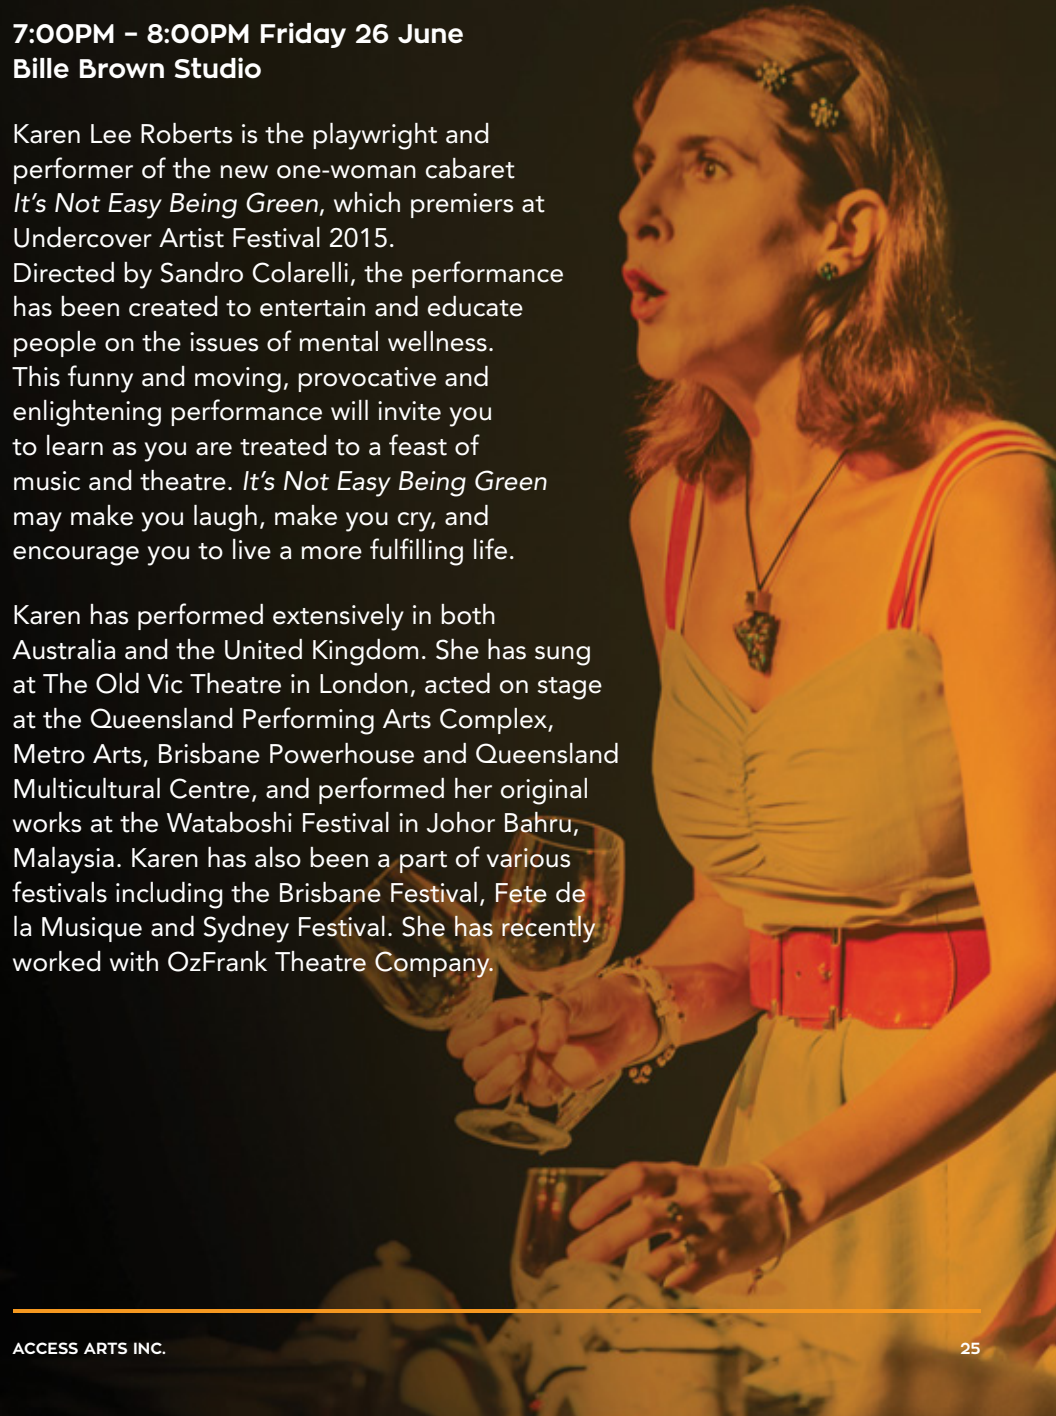 7:00PM – 8:00PM Friday 26 June
Bille Brown Studio
Karen Lee Roberts is the playwright and
performer of the new one-woman cabaret
It’s Not Easy Being Green, which premiers at
Undercover Artist Festival 2015.
Directed by Sandro Colarelli, the performance
has been created to entertain and educate
people on the issues of mental wellness.
This funny and moving, provocative and
enlightening performance will invite you
to learn as you are treated to a feast of
music and theatre. It’s Not Easy Being Green
may make you laugh, make you cry, and
encourage you to live a more fulfilling life.
Karen has performed extensively in both
Australia and the United Kingdom. She has sung
at The Old Vic Theatre in London, acted on stage
at the Queensland Performing Arts Complex,
Metro Arts, Brisbane Powerhouse and Queensland
Multicultural Centre, and performed her original
works at the Wataboshi Festival in Johor Bahru,
Malaysia. Karen has also been a part of various
festivals including the Brisbane Festival, Fete de
la Musique and Sydney Festival. She has recently
worked with OzFrank Theatre Company.
ACCESS ARTS INC.
25